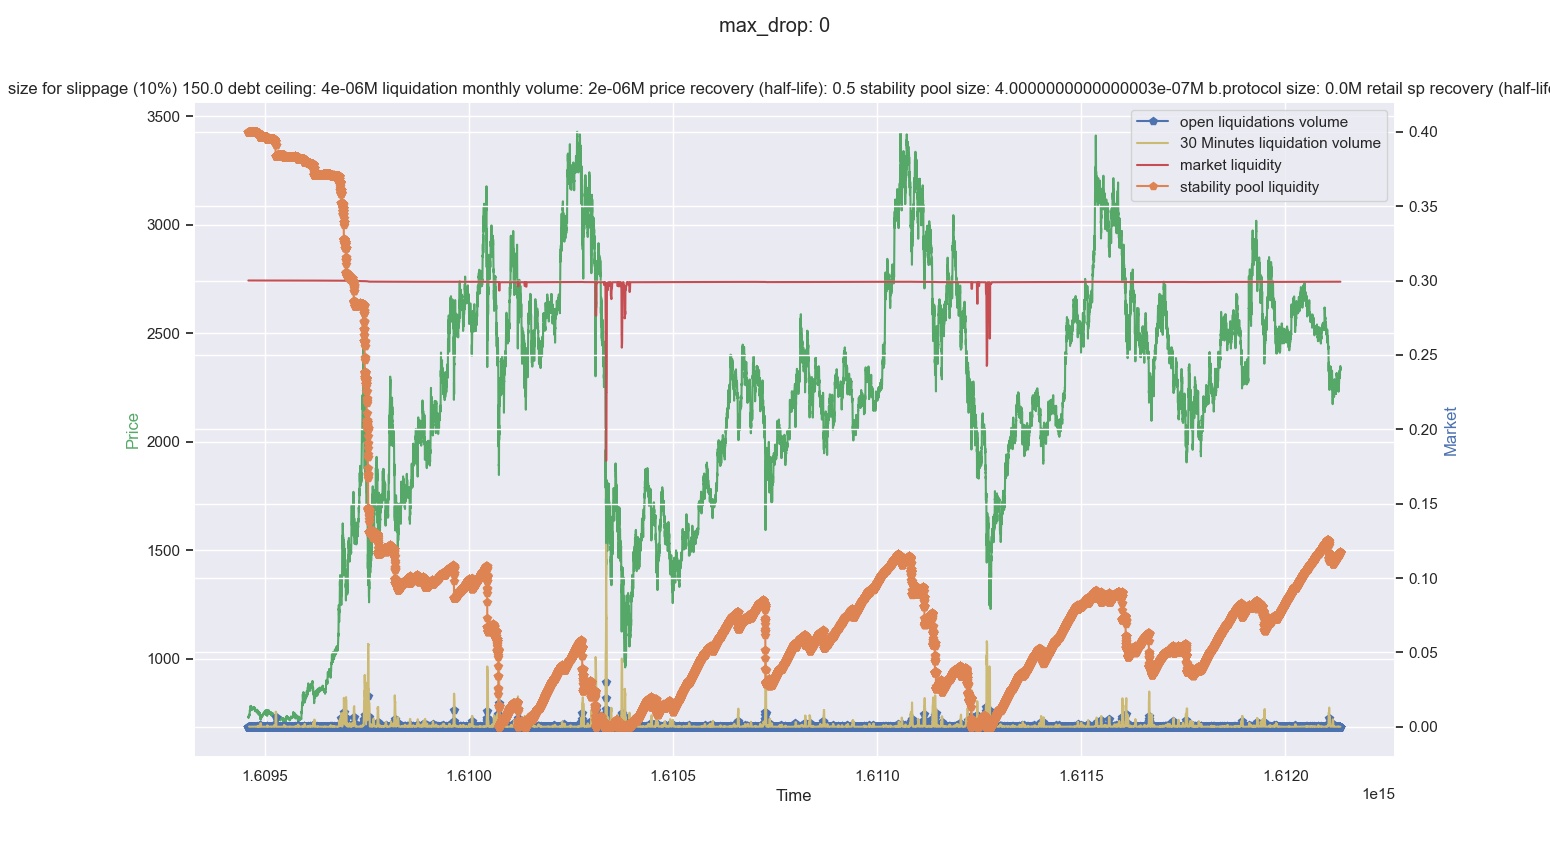 max_drop: 0
size for slippage (10%) 150.0 debt ceiling: 4e-06M liquidation monthly volume: 2e-06M price recovery (half-life): 0.5 stability pool size: 4.0000000000000003e-07M b.protocol size: 0.0M retail sp recovery (half-life
3500
3000
2500
2000
1500
1000
Price
open liquidations volume
30 Minutes liquidation volume
market liquidity
stability pool liquidity
0.40
0.35
0.30
0.25
0.20
0.15
0.10
0.05
0.00
Market
1.6095
1.6100
1.6105
1.6110
1.6115
1.6120
Time
1e15